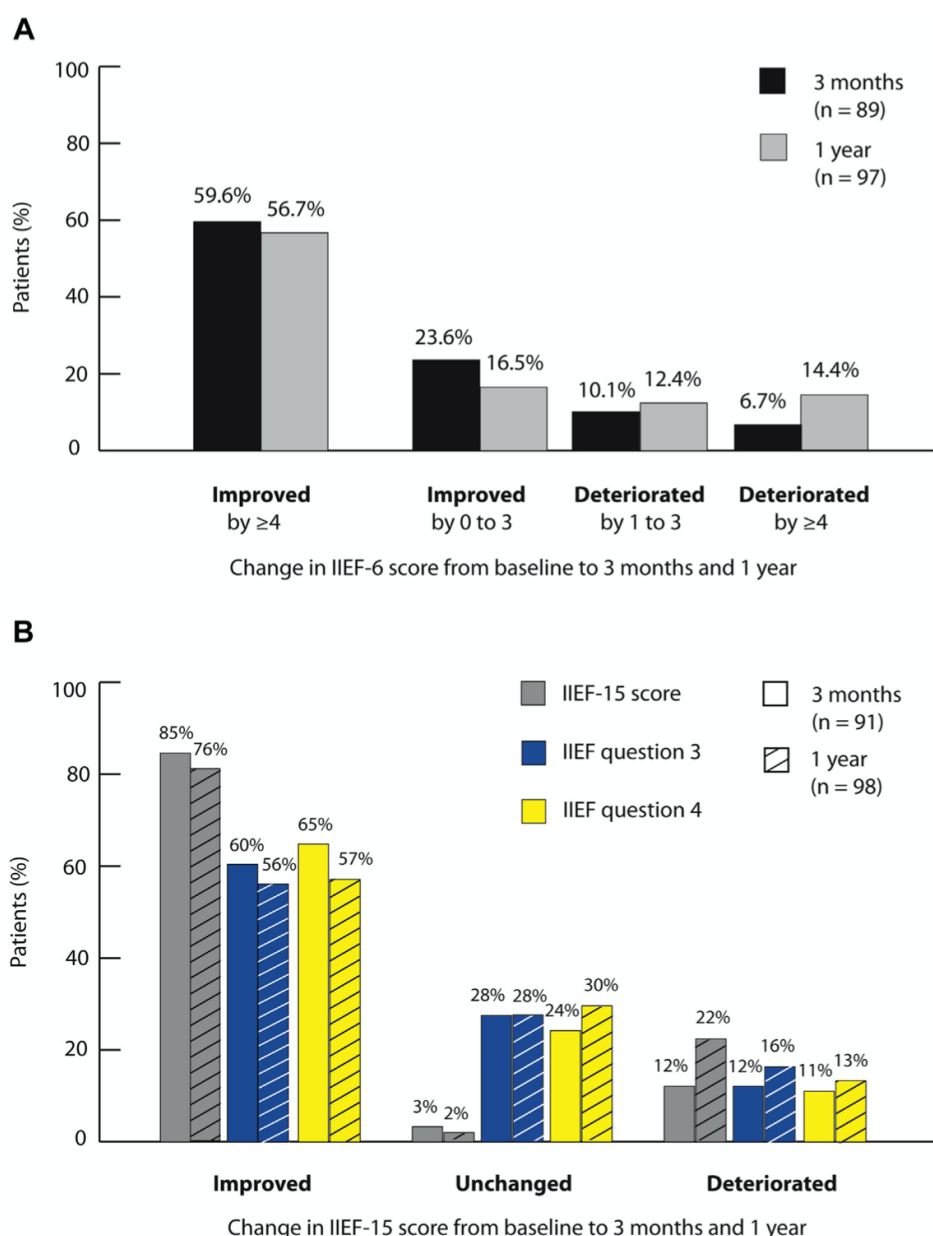 A
100
80
60
40
20
0
Patients (%)
3 months
(n = 89)
1 year
(n = 97)
59.6%
56.7%
23.6%
16.5%
10.1%
12.4%
6.7%
14.4%
Improved
by ≥4
Improved
by 0 to 3
Deteriorated
by 1 to 3
Deteriorated
by ≥4
Change in IIEF-6 score from baseline to 3 months and 1 year
B
100
80
60
40
20
0
Patients (%)
IIEF-15 score
IIEF question 3
IIEF question 4
3 months
(n = 91)
1 year
(n = 98)
85%
76%
60%
56%
65%
57%
3%
2%
28%
28%
24%
30%
12%
22%
12%
16%
11%
13%
Improved
Unchanged
Deteriorated
Change in IIEF-15 score from baseline to 3 months and 1 year